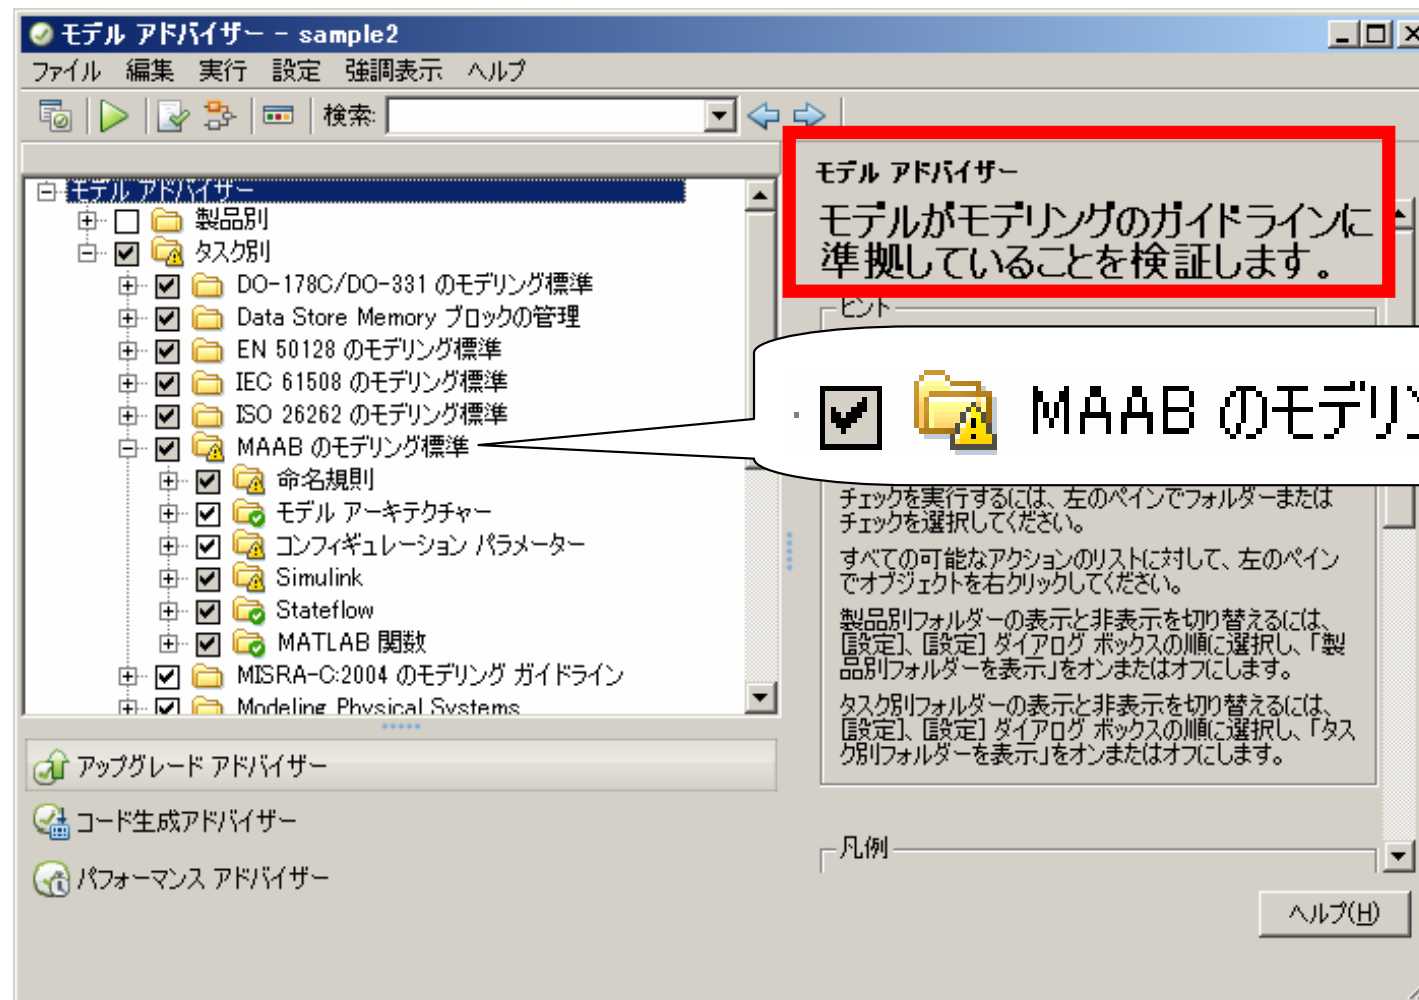 モデル アドバイザー - sample2
ファイル 編集 実行 設定 強調表示 ヘルプ
検索:
モデル アドバイザー
製品別
タスク別
DO-178C/DO-331 のモデリング標準
Data Store Memory ブロックの管理
EN 50128 のモデリング標準
IEC 61508 のモデリング標準
ISO 26262 のモデリング標準
MAAB のモデリング標準
命名規則
モデル アーキテクチャー
コンフィギュレーション パラメーター
Simulink
Stateflow
MATLAB 関数
MISRA-C:2004 のモデリング ガイドライン
Modeling Physical Systems
アップグレード アドバイザー
コード生成アドバイザー
パフォーマンス アドバイザー
モデル アドバイザー
モデルがモデリングのガイドラインに
準拠していることを検証します。
ヒント
MAAB のモデリン
チェックを実行するには、左のペインでフォルダーまたは
チェックを選択してください。
すべての可能なアクションのリストに対して、左のペイン
でオブジェクトを右クリックしてください。
製品別フォルダーの表示と非表示を切り替えるには、
[設定]、[設定] ダイアログ ボックスの順に選択し、「製
品別フォルダーを表示」をオンまたはオフにします。
タスク別フォルダーの表示と非表示を切り替えるには、
[設定]、[設定] ダイアログ ボックスの順に選択し、「タス
ク別フォルダーを表示」をオンまたはオフにします。
凡例
ヘルプ(H)